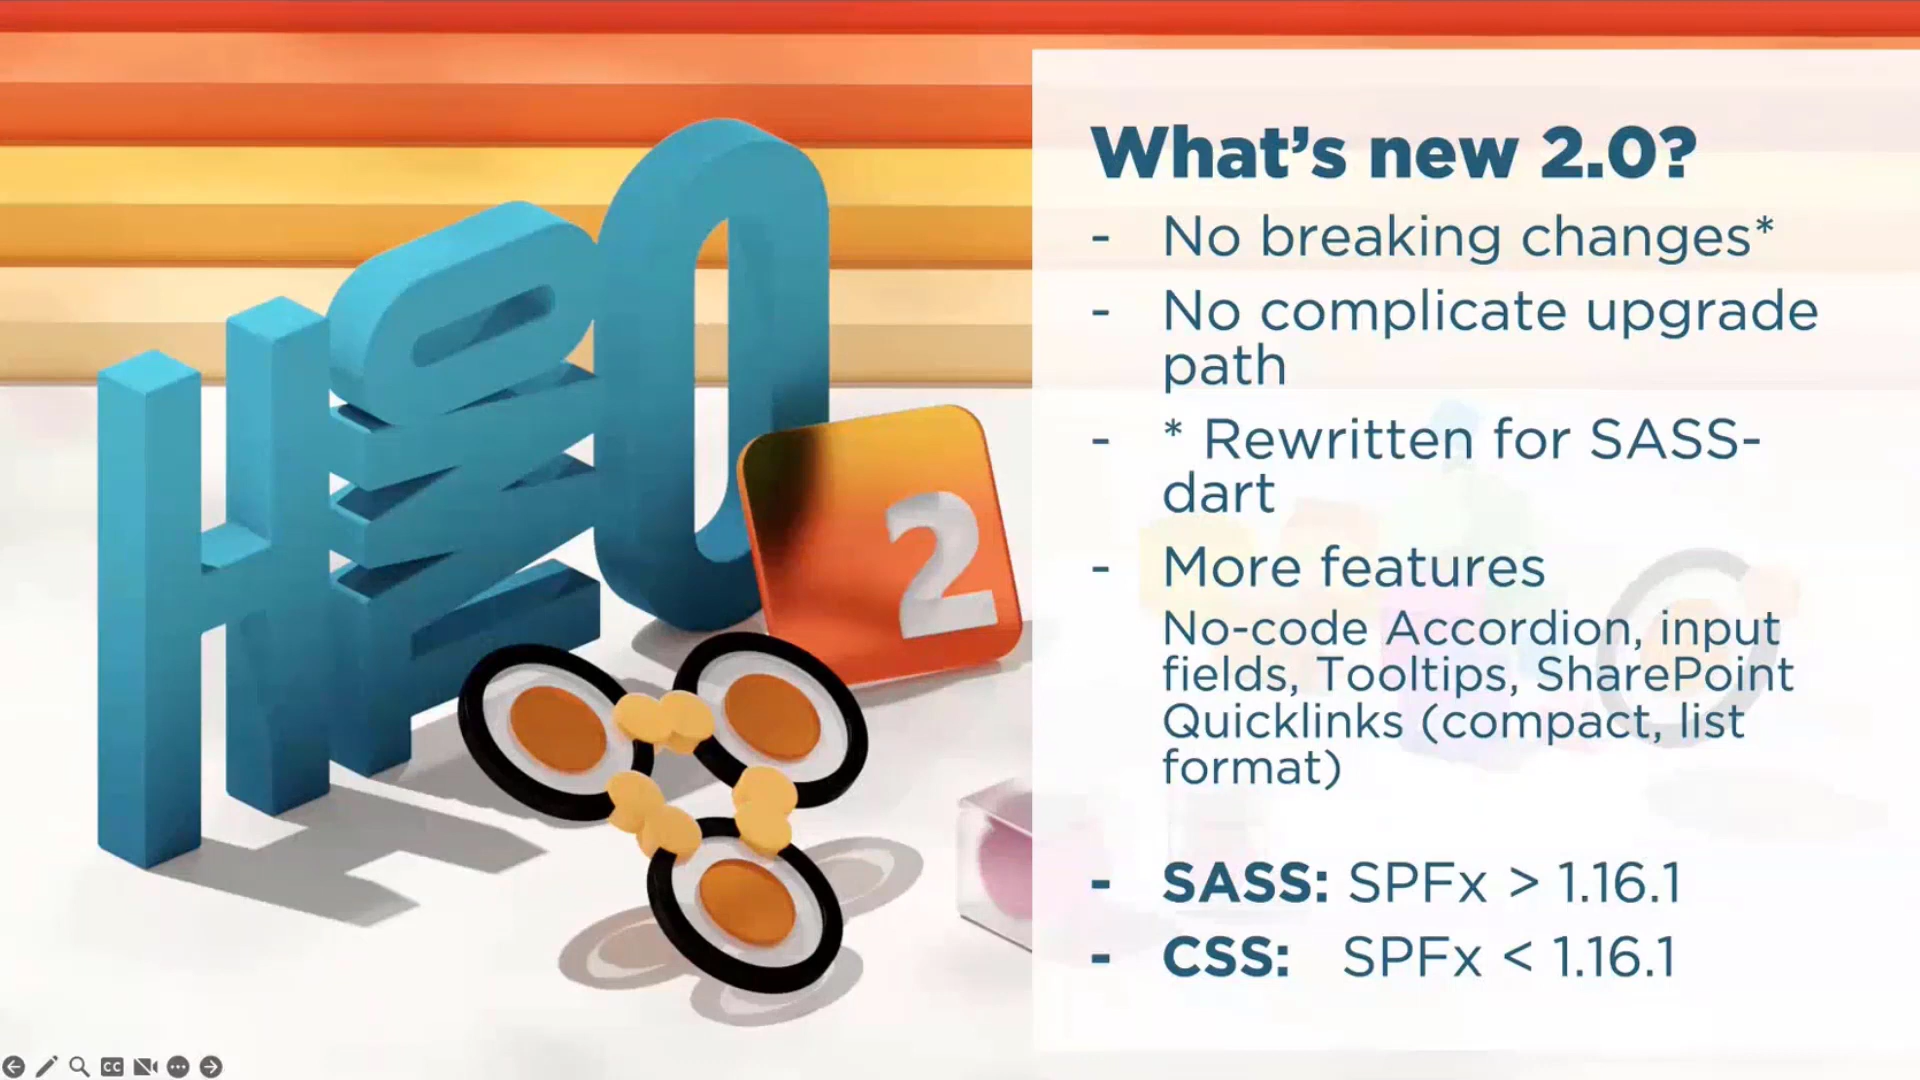 HTWOO
2
What's new 2.0?
- No breaking changes*
- No complicate upgrade
path
- * Rewritten for SASS-
dart
- More features
No-code Accordion, input
fields, Tooltips, SharePoint
Quicklinks (compact, list
format)
- SASS: SPFx > 1.16.1
- CSS: SPFx < 1.16.1
CC